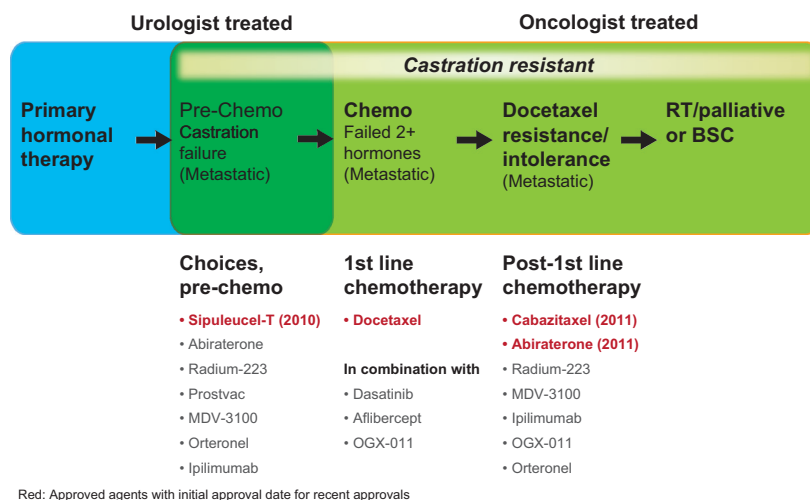 Urologist treated
Oncologist treated
Castration resistant
Primary
hormonal
therapy
Pre-Chemo
Castration
failure
(Metastatic)
Chemo
Failed 2+
hormones
(Metastatic)
Docetaxel
resistance/
intolerance
(Metastatic)
RT/palliative
or BSC
Choices,
pre-chemo
• Sipuleucel-T (2010)
• Abiraterone
• Radium-223
• Prostvac
• MDV-3100
• Orteronel
• Ipilimumab
1st line
chemotherapy
• Docetaxel
In combination with
• Dasatinib
• Aflibercept
• OGX-011
Post-1st line
chemotherapy
• Cabazitaxel (2011)
• Abiraterone (2011)
• Radium-223
• MDV-3100
• Ipilimumab
• OGX-011
• Orteronel
Red: Approved agents with initial approval date for recent approvals